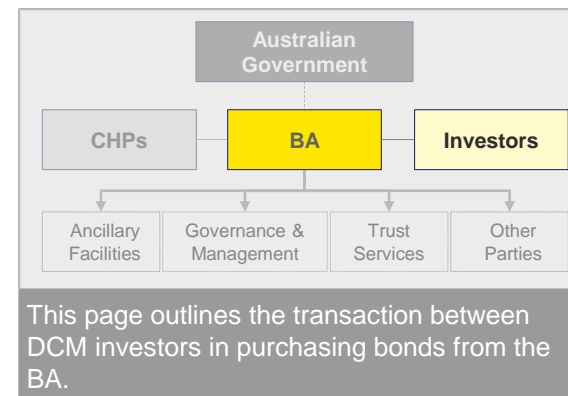 Australian
Government
CHPs
BA
Investors
Ancillary
Facilities
Governance &
Management
Trust
Services
Other
Parties
This page outlines the transaction between
DCM investors in purchasing bonds from the
BA.